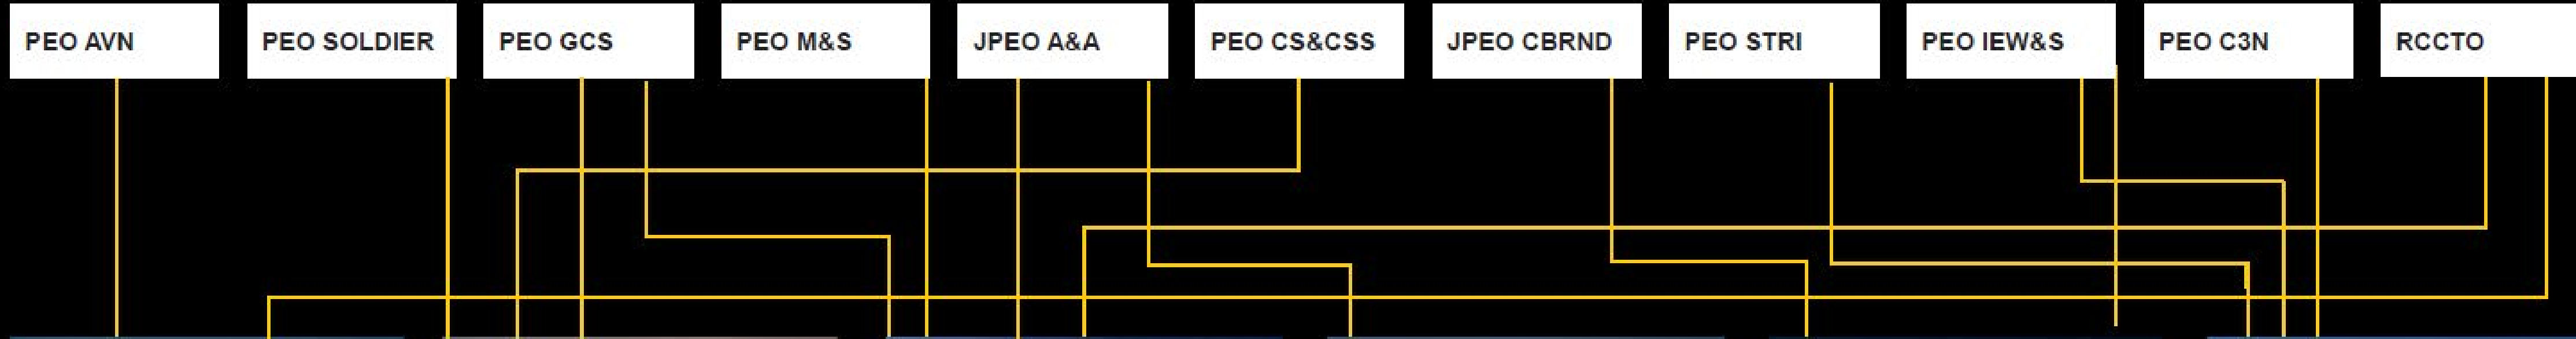 PEO AVN
PEO SOLDIER
PEO GCS
PEO M&S
JPEO A&A
PEO CS&CSS
JPEO CBRND
PEO STRI
PEO IEW&S
PEO C3N
RCCTO